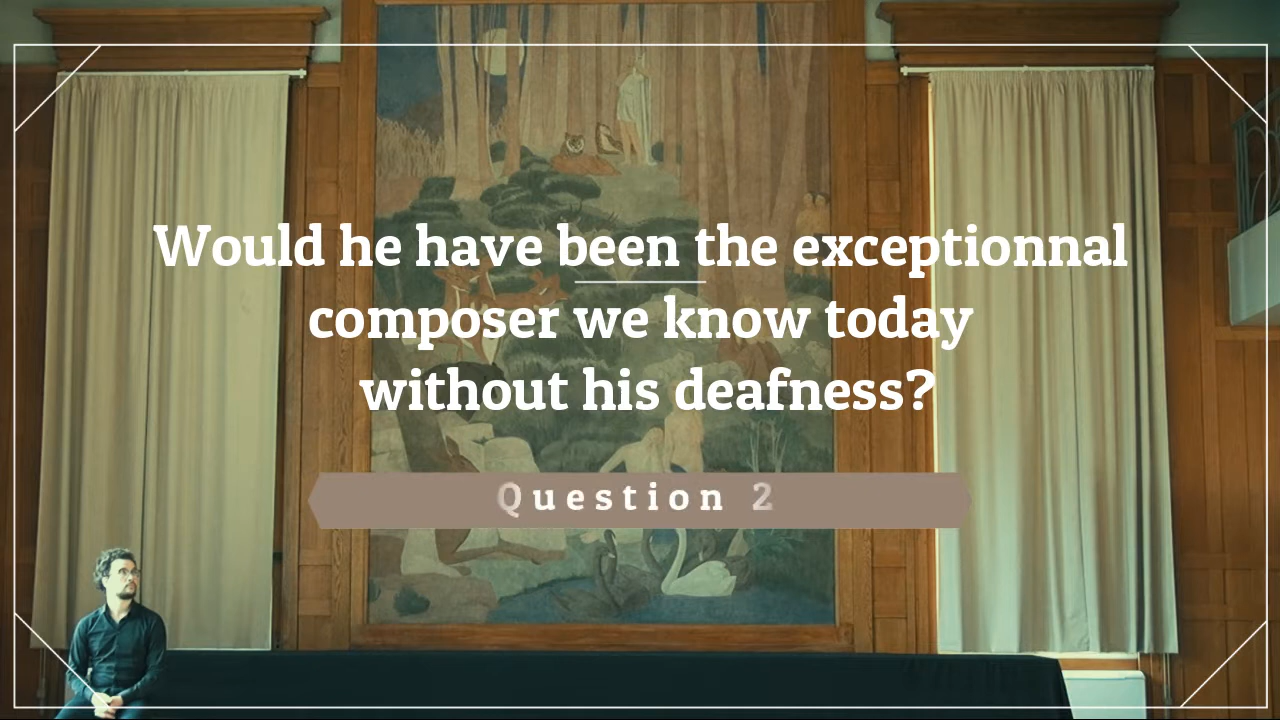 Would he have been the exceptionnal
composer we know today
without his deafness?
Question 2